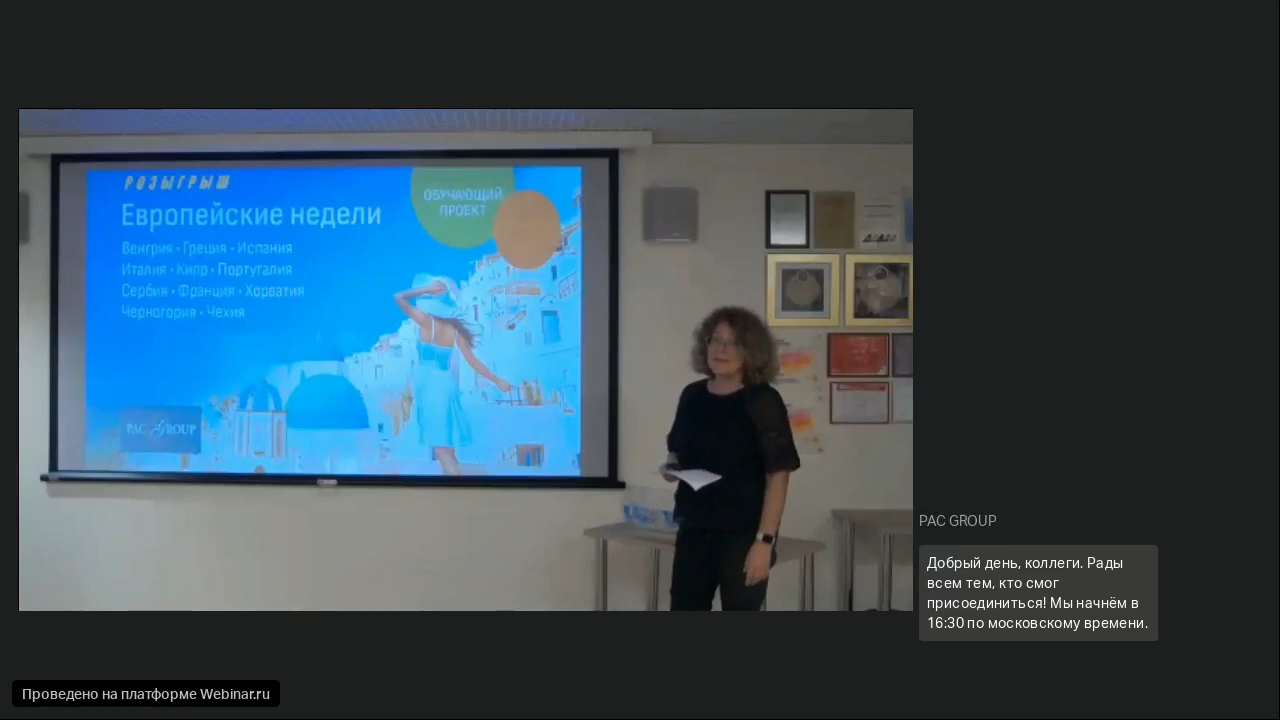 РОЗЫГРЫШ
Европейские недели
ОБУЧАЮЩИЙ
ПРОЕКТ
Венгрия • Греция • Испания
Италия • Кипр • Португалия
Сербия • Франция • Хорватия
Черногория • Чехия
PAC GROUP
PAC GROUP
Добрый день, коллеги. Рады
всем тем, кто смог
присоединиться! Мы начнём в
16:30 по московскому времени.
Проведено на платформе Webinar.ru